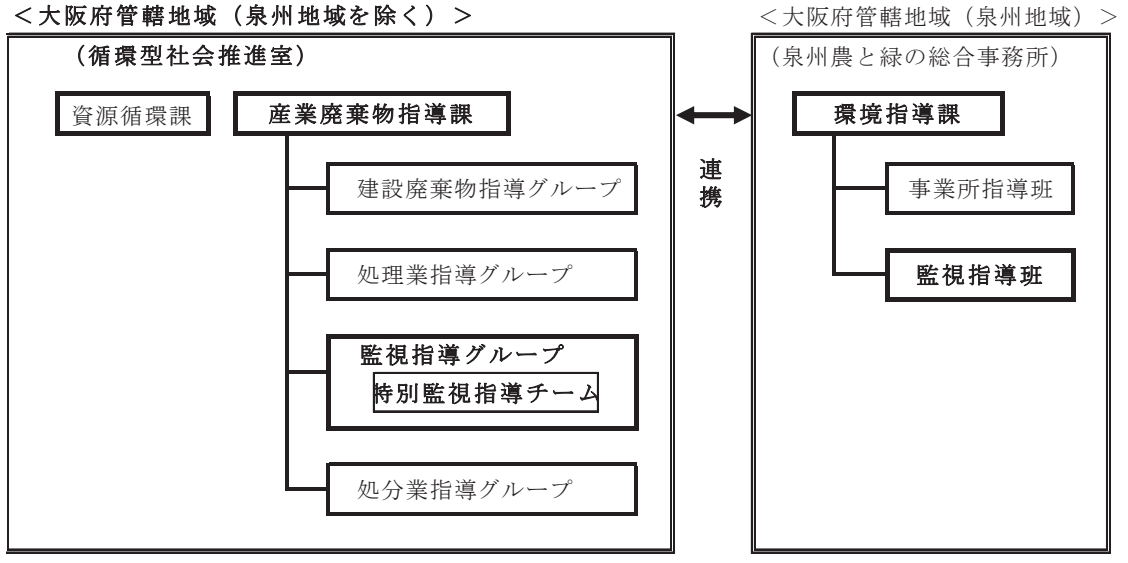 ＜大阪府管轄地域（泉州地域を除く）＞
（循環型社会推進室）
資源循環課
産業廃棄物指導課
建設廃棄物指導グループ
処理業指導グループ
監視指導グループ
特別監視指導チーム
処分業指導グループ
連携
＜大阪府管轄地域（泉州地域）＞
（泉州農と緑の総合事務所）
環境指導課
事業所指導班
監視指導班